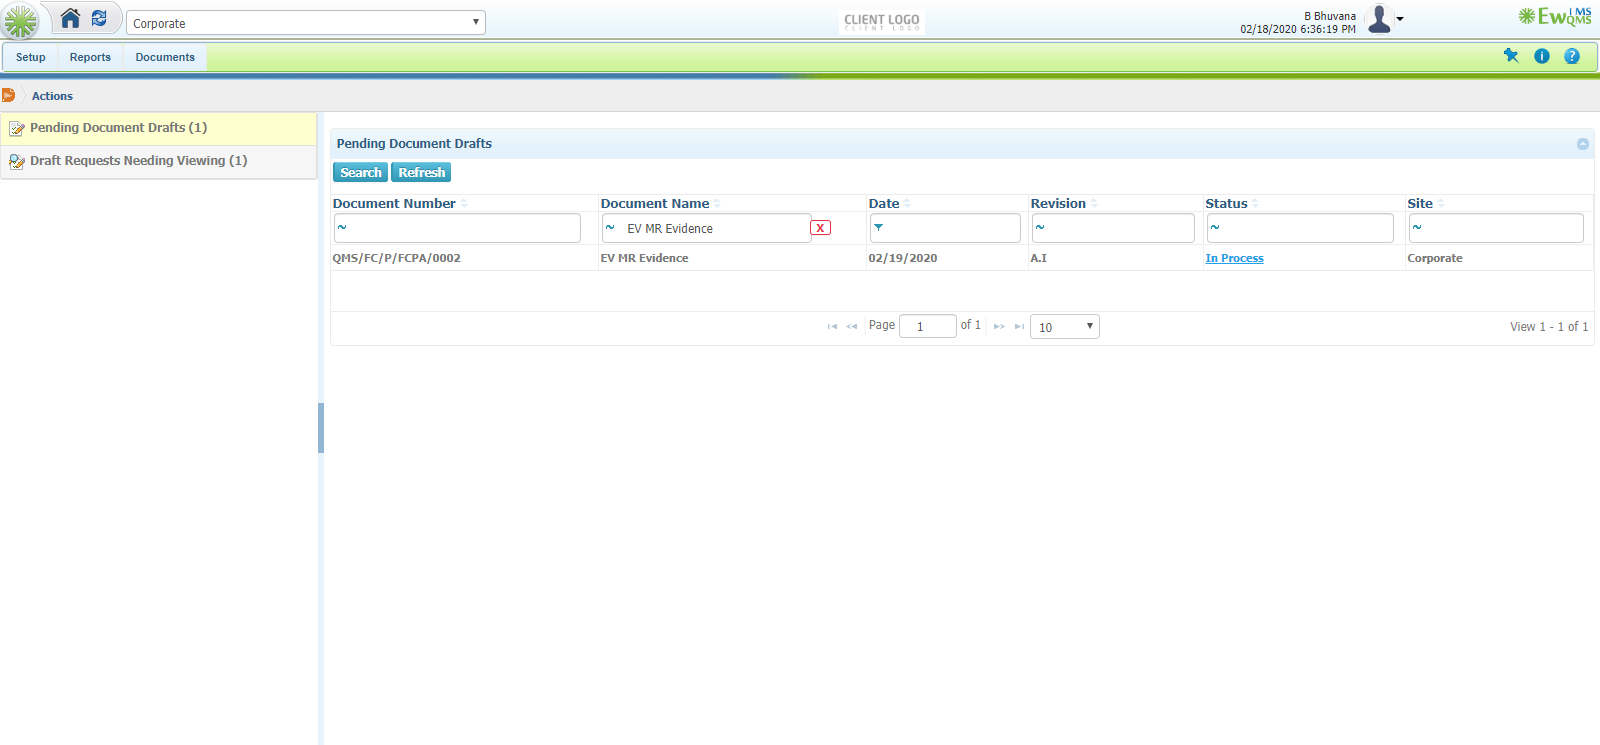 Corporate
CLIENT LOGO
CLIENT LOGO
B Bhuvana
02/18/2020 6:36:19 PM
EwQMS IMS
Setup Reports Documents
Actions
Pending Document Drafts (1)
Draft Requests Needing Viewing (1)
Pending Document Drafts
Search Refresh
Document Number Document Name Date Revision Status Site
~ ~ EV MR Evidence X ~ ~ ~
QMS/FC/P/FCPA/0002 EV MR Evidence 02/19/2020 A.I In Process Corporate
Page 1 of 1 10 View 1 - 1 of 1